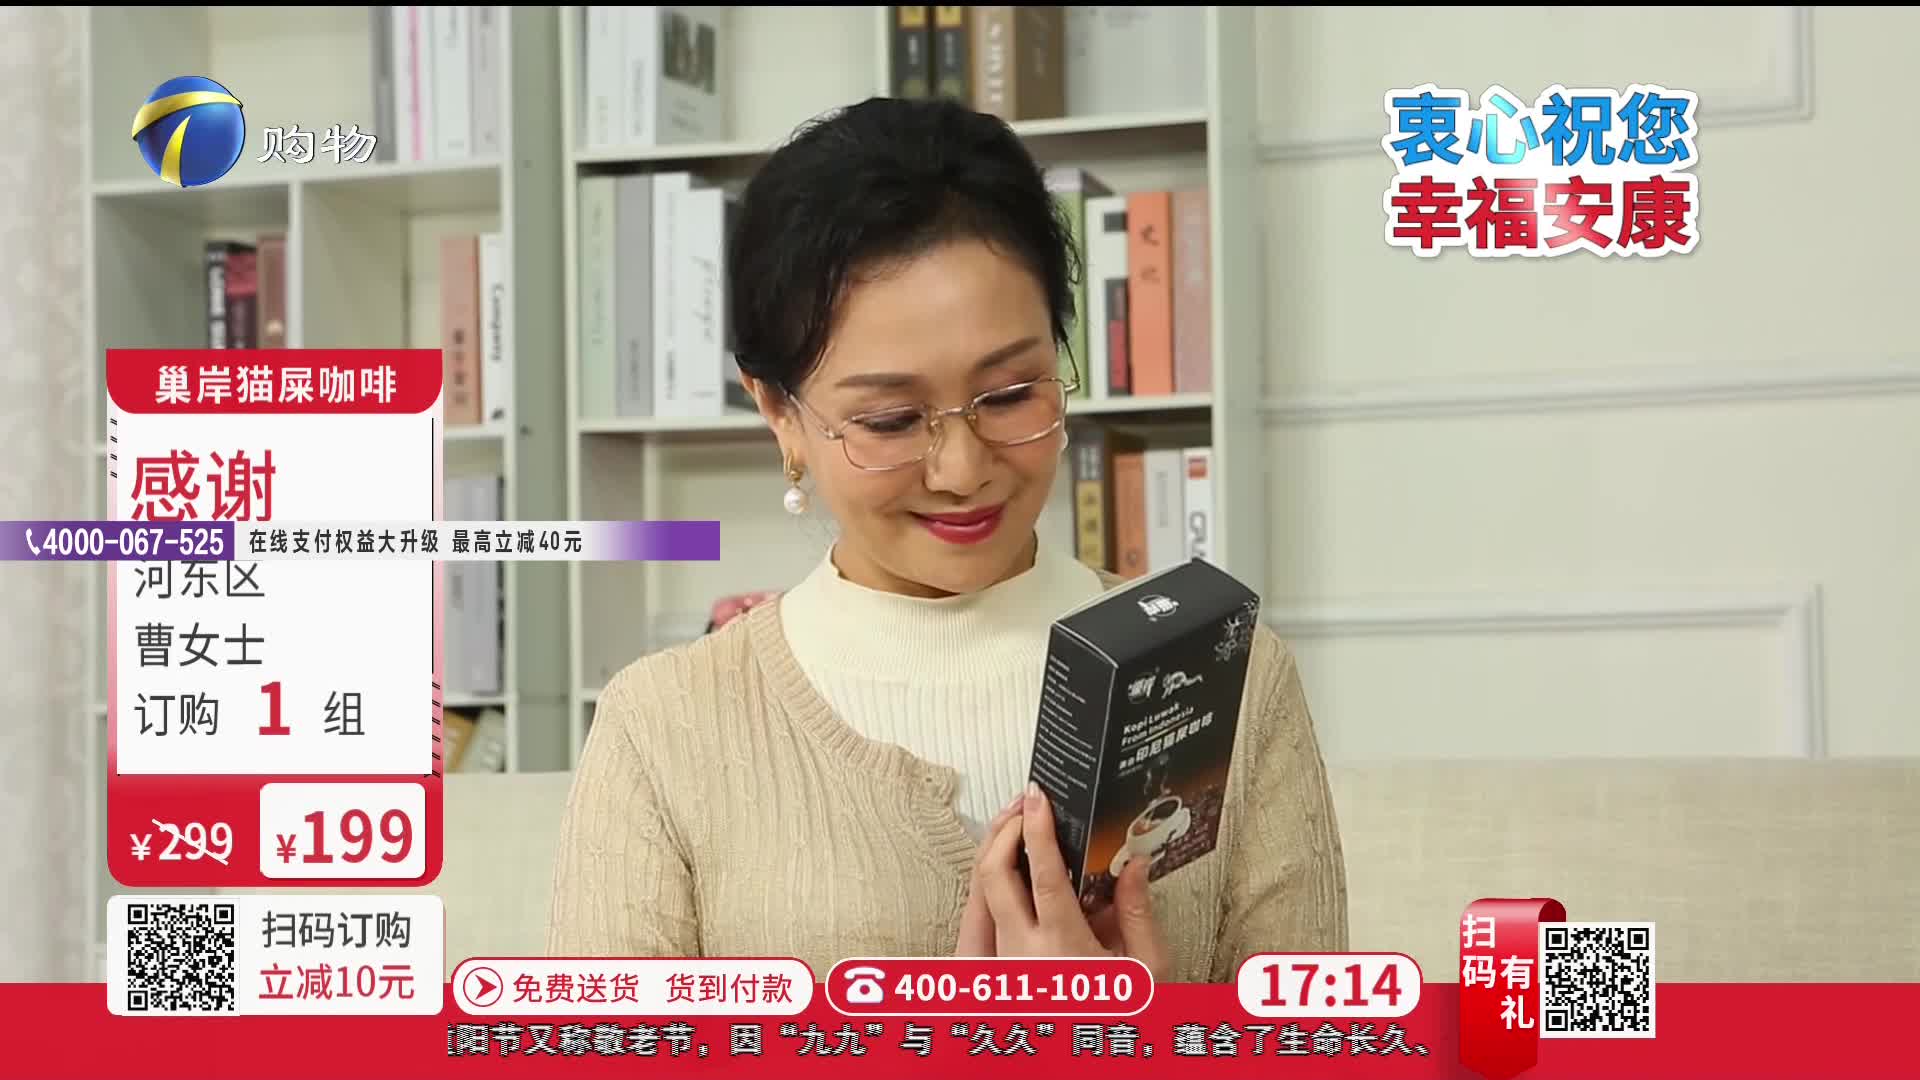 购物
衷心祝您
幸福安康
巢岸猫屎咖啡
感谢
4000-067-525
在线支付权益大升级 最高立减40元
河东区
曹女士
订购 1 组
¥299
¥199
扫码订购
立减10元
Kopi Luwak
From Indonesia
印尼猫屎咖啡
免费送货 货到付款
400-611-1010
17:14
扫码有礼
阳节又称敬老节，因“九九”与“久久”同音，蕴含了生命长久、